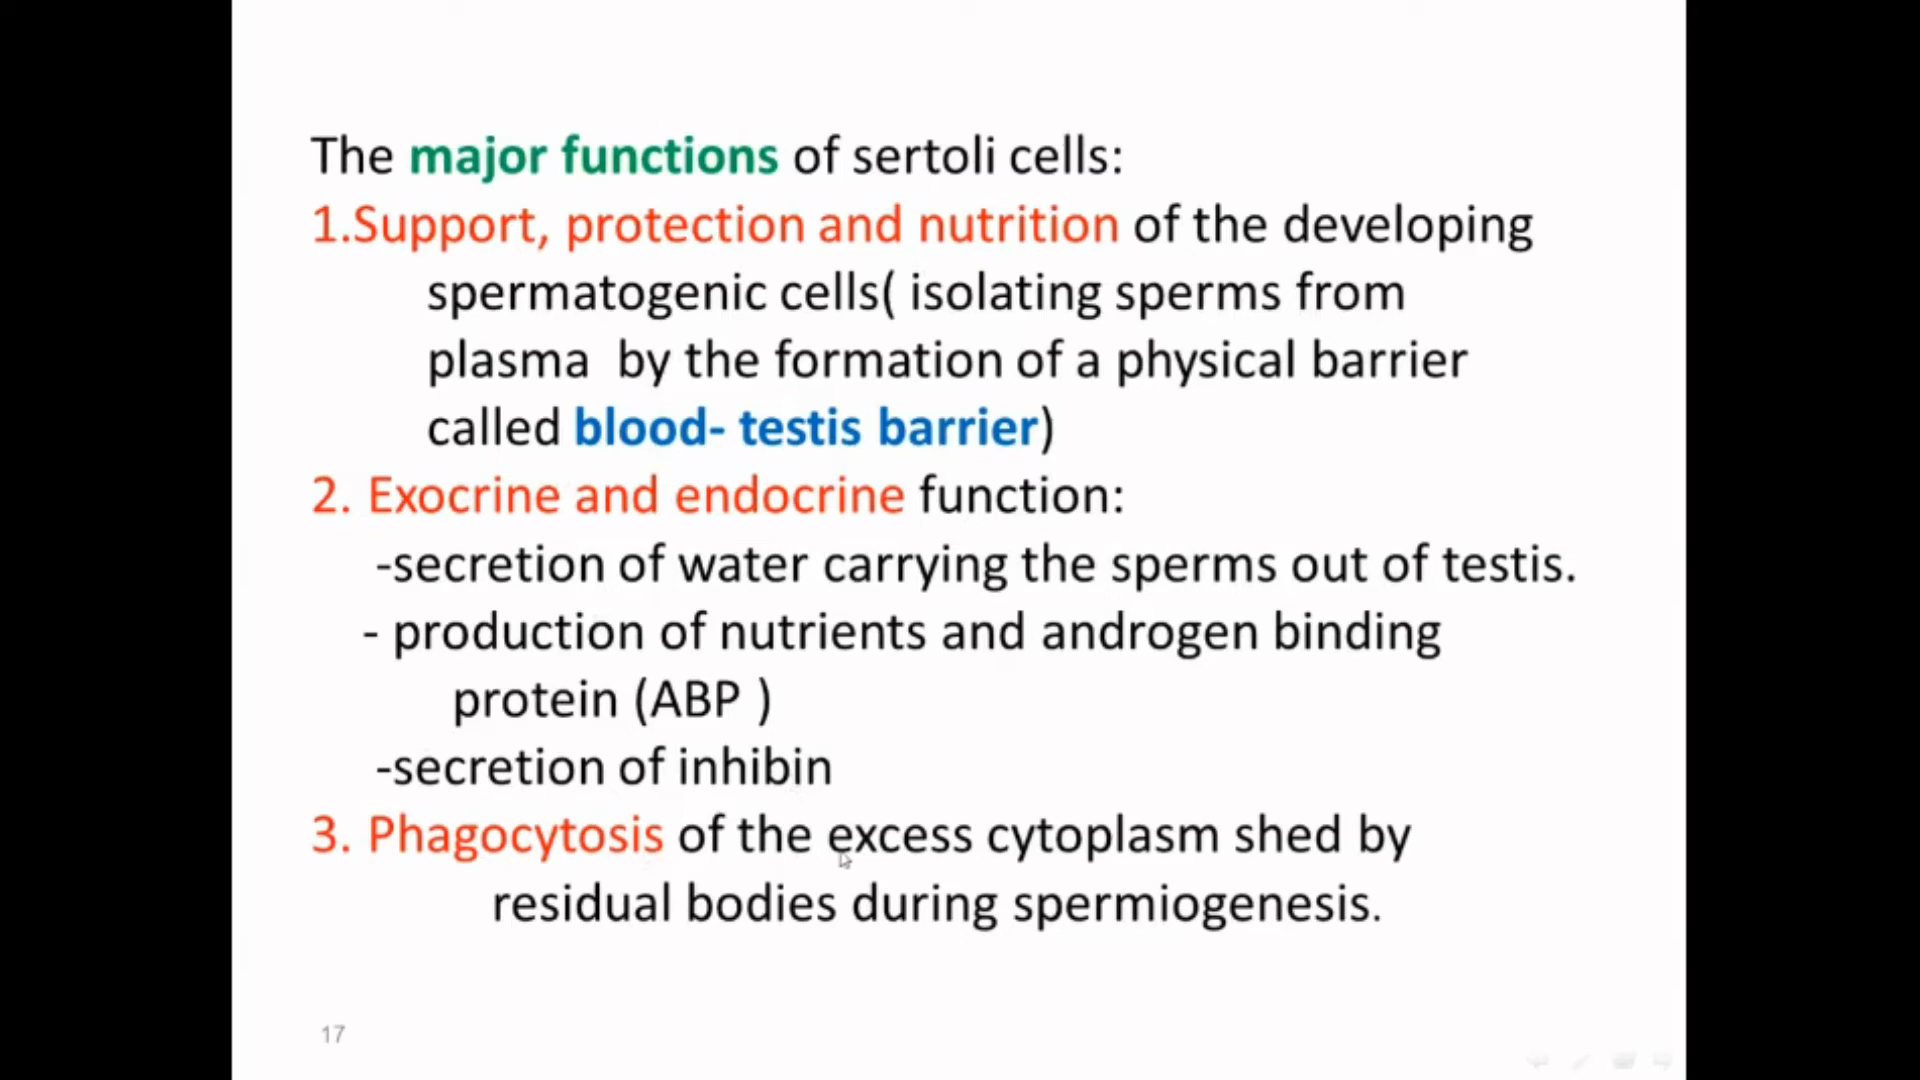 The major functions of sertoli cells:
1.Support, protection and nutrition of the developing
spermatogenic cells( isolating sperms from
plasma  by the formation of a physical barrier
called blood- testis barrier)
2. Exocrine and endocrine function:
-secretion of water carrying the sperms out of testis.
- production of nutrients and androgen binding
protein (ABP )
-secretion of inhibin
3. Phagocytosis of the excess cytoplasm shed by
residual bodies during spermiogenesis.
17